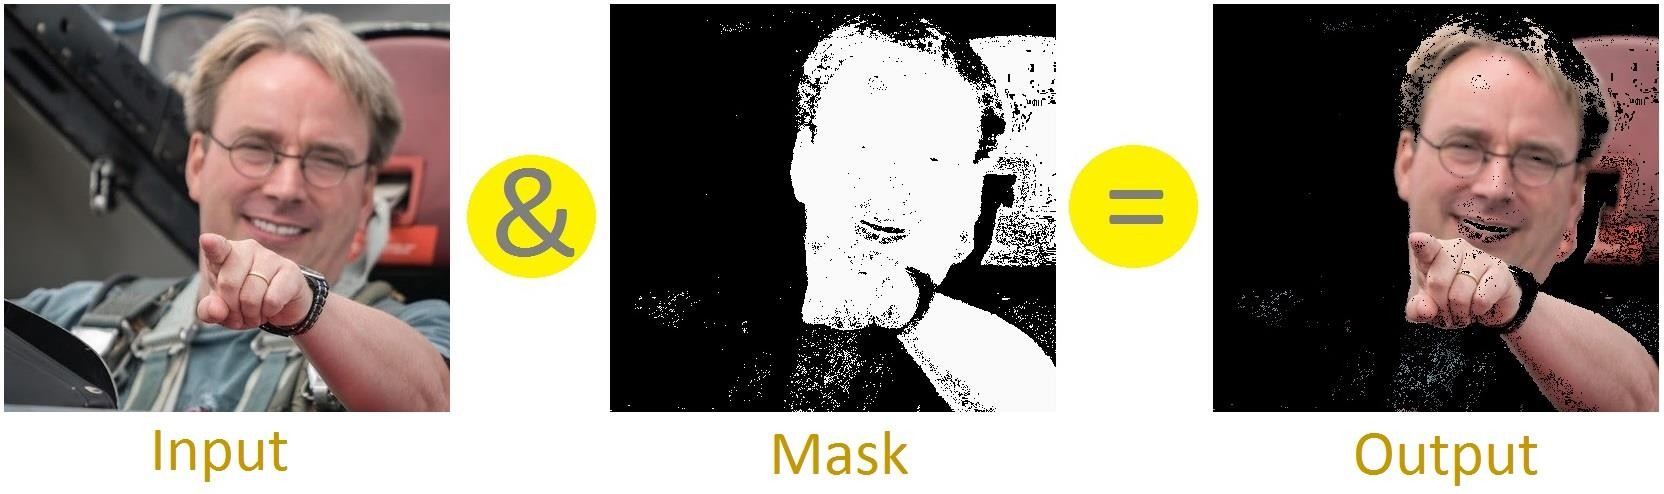 &
=
Input
Mask
Output